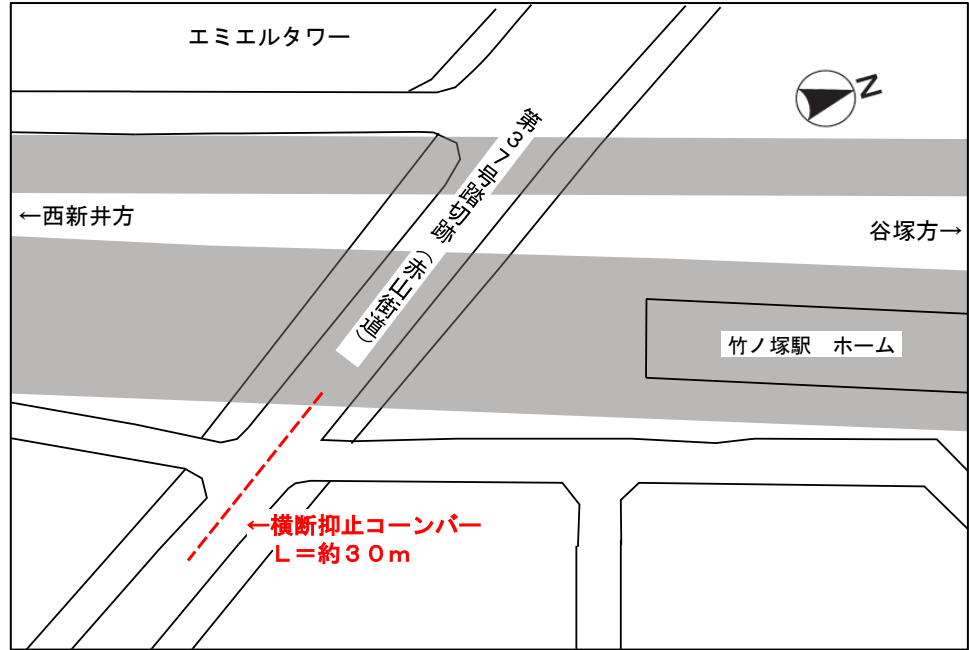 エミエルタワー
N
第37号踏切跡(赤山街道)
←西新井方
谷塚方→
竹ノ塚駅 ホーム
←横断抑止コーンバー
L=約30m